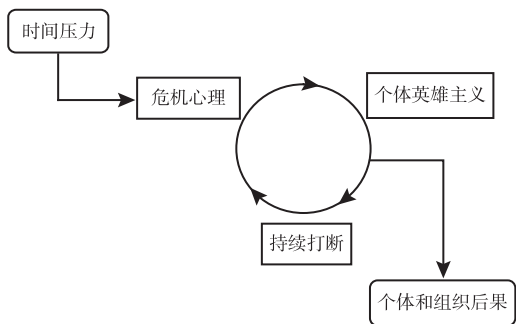 时间压力
危机心理
个体英雄主义
持续打断
个体和组织后果